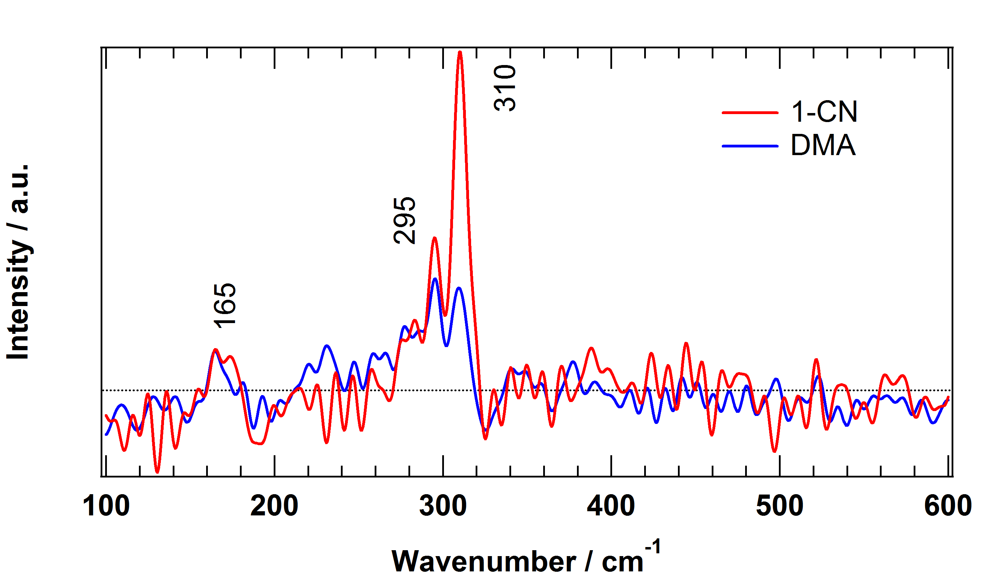 310
1-CN
DMA
295
165
Intensity / a.u.
100 200 300 400 500 600
Wavenumber / cm-1